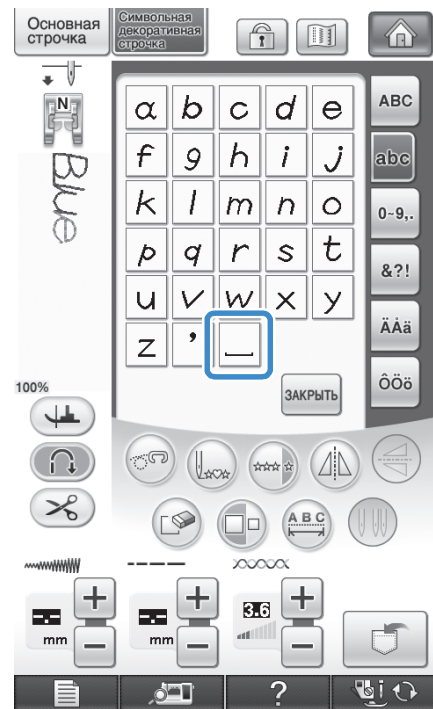 Основная
строчка
Символьная
декоративная
строчка
N
Blue
a b c d e
f g h i j
k l m n o
p q r s t
u v w x y
z ’
ABC
abc
0~9,.
&?!
ÄÅä
ÔÖö
ЗАКРЫТЬ
100%
ABC
mm
mm
3.6
?